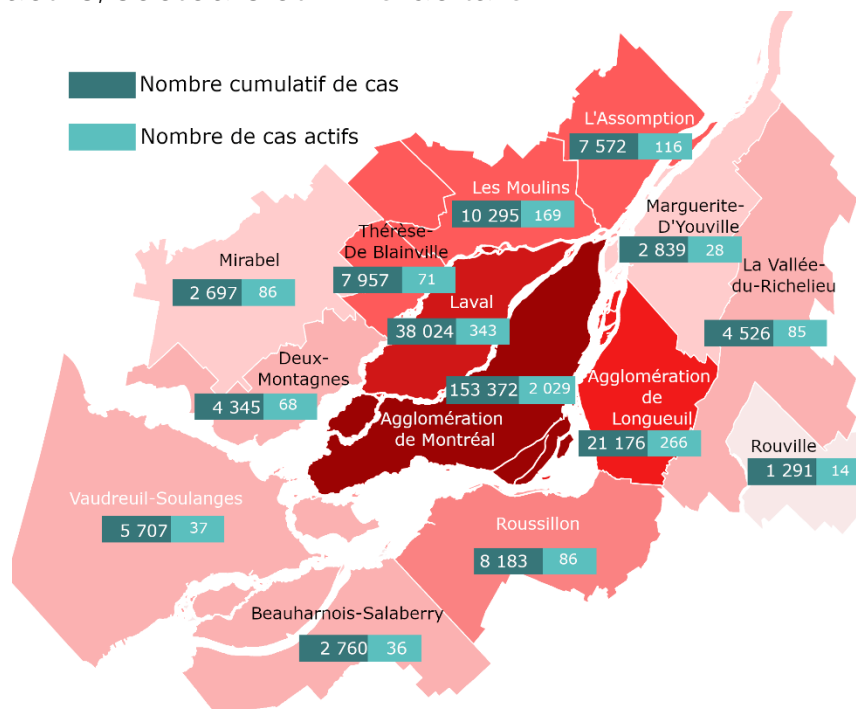 Nombre cumulatif de cas
Nombre de cas actifs
L'Assomption
7 572 116
Les Moulins
10 295 169
Marguerite-
D'Youville
2 839 28
Thérèse-
De Blainville
7 957 71
La Vallée-
du-Richelieu
4 526 85
Mirabel
2 697 86
Laval
38 024 343
Deux-
Montagnes
4 345 68
153 372 2 029
Agglomération
de Montréal
Agglomération
de
Longueuil
21 176 266
Rouville
1 291 14
Vaudreuil-Soulanges
5 707 37
Roussillon
8 183 86
Beauharnois-Salaberry
2 760 36